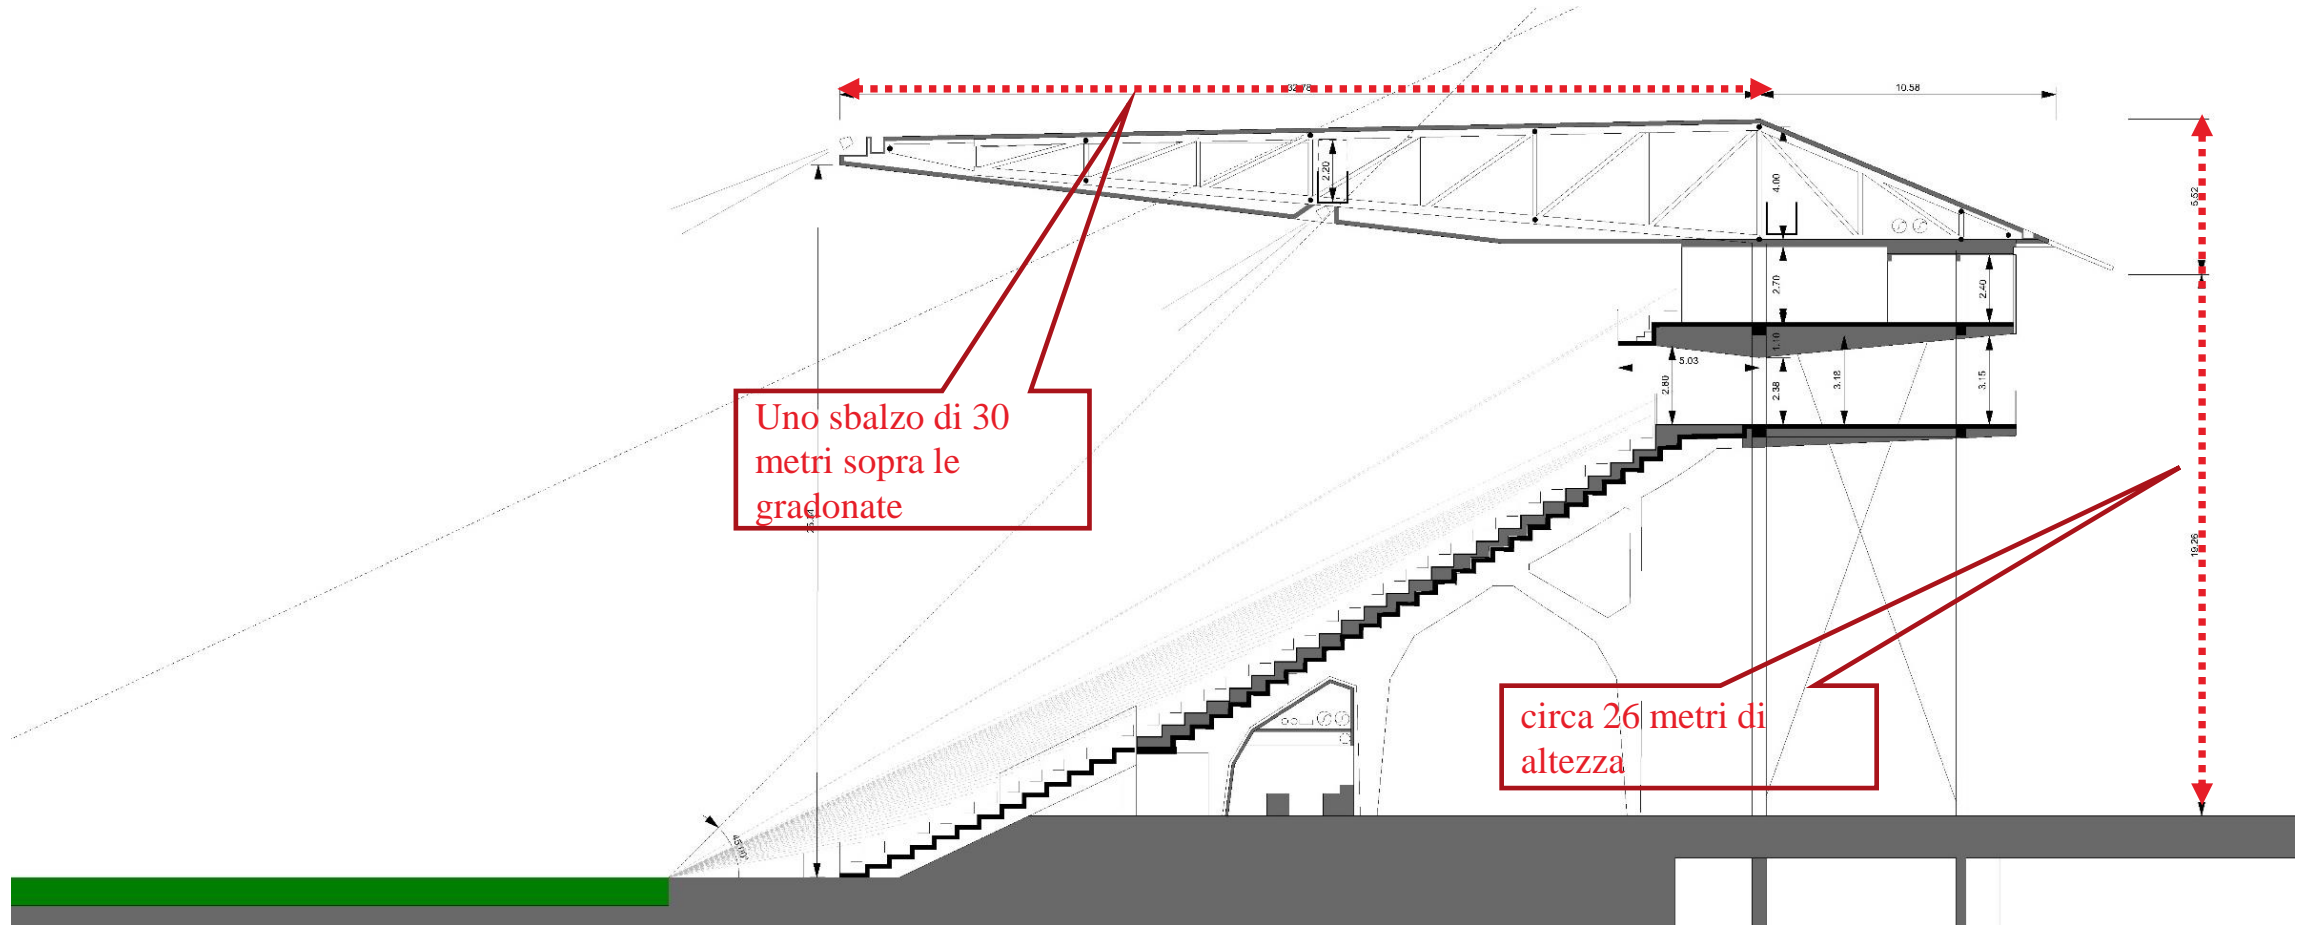 32.78
10.58
2.20
4.00
5.52
2.70
2.40
1.10
5.03
2.80
2.38
3.18
3.15
Uno sbalzo di 30
metri sopra le
gradonate
19.26
circa 26 metri di
altezza